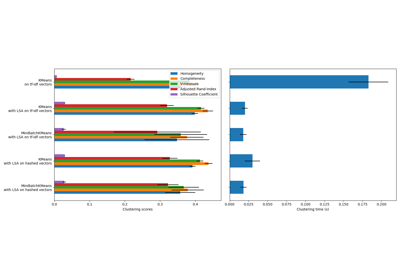 Homogeneity
Completeness
V-measure
Adjusted Rand-Index
Silhouette Coefficient
KMeans
on tf-idf vectors
KMeans
with LSA on tf-idf vectors
MiniBatchKMeans
with LSA on tf-idf vectors
KMeans
with LSA on hashed vectors
MiniBatchKMeans
with LSA on hashed vectors
0.0 0.1 0.2 0.3 0.4
Clustering scores
0.000 0.025 0.050 0.075 0.100 0.125 0.150 0.175 0.200
Clustering time (s)